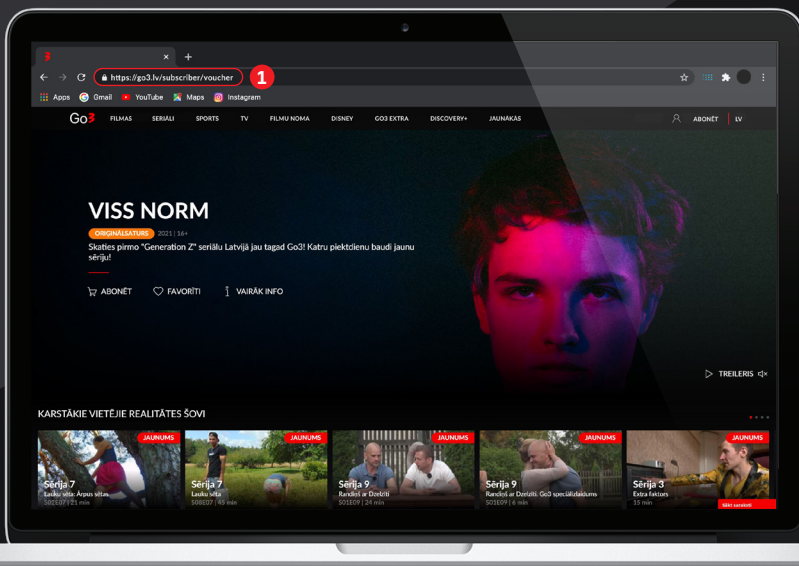 https://go3.lv/subscriber/voucher
1
Apps Gmail YouTube Maps Instagram
Go3 FILMAS SERIĀLI SPORTS TV FILMU NOMA DISNEY GO3 EXTRA DISCOVERY+ JAUNĀKĀS ABONĒT LV
VISS NORM
ORIĢINĀLSATURS 2021 | 16+
Skaties pirmo "Generation Z" seriālu Latvijā jau tagad Go3! Katru piektdienu baudi jaunu
sēriju!
ABONĒT FAVORĪTI VAIRĀK INFO
TREILERIS
KARSTĀKIE VIETĒJIE REALITĀTES ŠOVI
JAUNUMS JAUNUMS JAUNUMS JAUNUMS JAUNUMS
Sērija 7
Lauku sēta: Ārpus sētas
S02E07 | 21 min
Sērija 7
Lauku sēta
S08E07 | 45 min
Sērija 9
Randiņš ar Dzelzīti
S01E09 | 24 min
Sērija 9
Randiņš ar Dzelzīti. Go3 speciālizlaidums
S01E09 | 6 min
Sērija 3
Extra faktors
15 min
Sākt saraksti